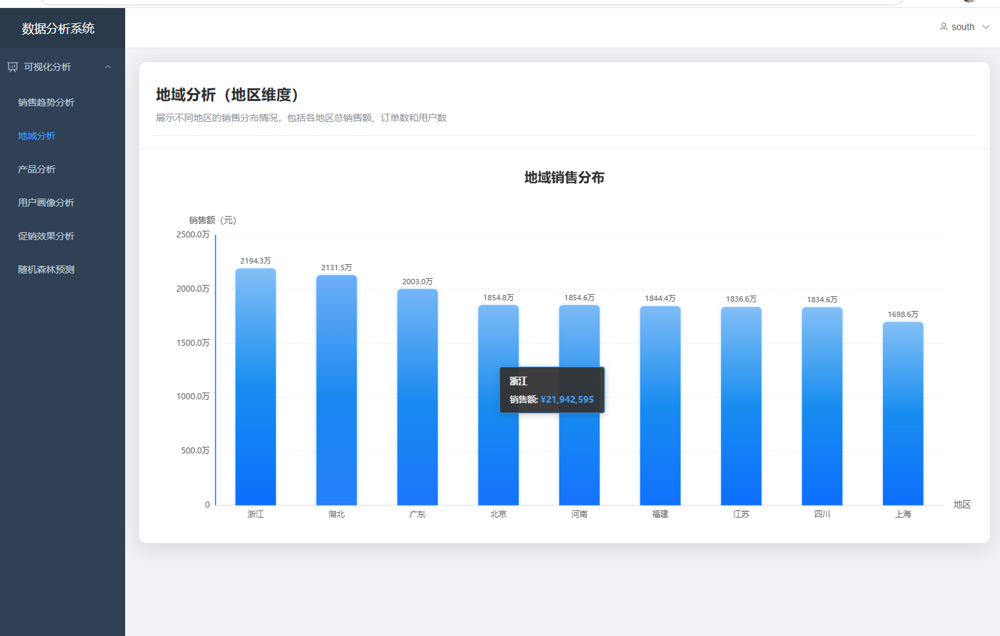 数据分析系统
south
可视化分析
销售趋势分析
地域分析
产品分析
用户画像分析
促销效果分析
随机森林预测
地域分析（地区维度）
展示不同地区的销售分布情况，包括各地区总销售额、订单数和用户数
地域销售分布
销售额（元）
2500.0万
2000.0万
1500.0万
1000.0万
500.0万
0
2194.3万
2131.5万
2003.0万
1854.8万
1854.6万
1844.4万
1836.6万
1834.6万
1698.6万
浙江
销售额: ¥21,942,595
浙江
湖北
广东
北京
河南
福建
江苏
四川
上海
地区